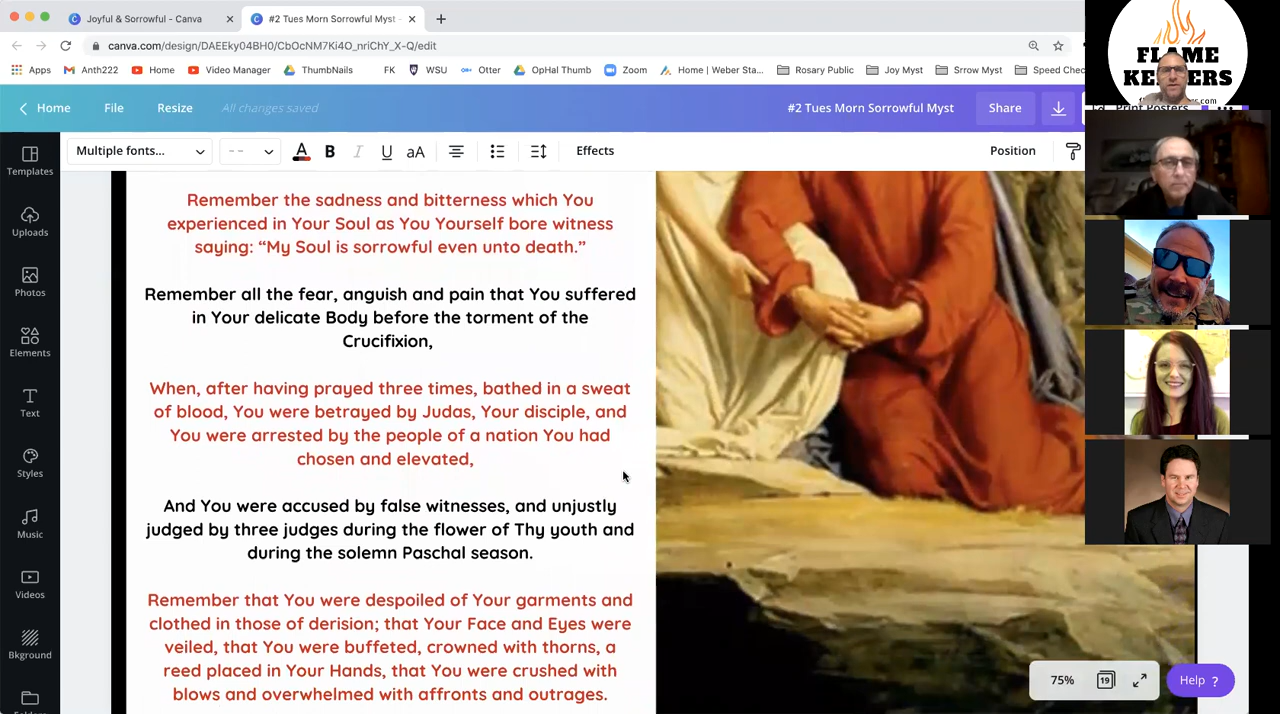 Joyful & Sorrowful - Canva
#2 Tues Morn Sorrowful Myst -
canva.com/design/DAEEky04BH0/CbOcNM7Ki4O_nriChY_X-Q/edit
Apps Anth222 Home Video Manager ThumbNails FK WSU Otter OpHal Thumb Zoom Home | Weber Sta... Rosary Public Joy Myst Srrow Myst Speed Chec
Home File Resize All changes saved #2 Tues Morn Sorrowful Myst Share
Print Posters
Multiple fonts... -- A B I U aA Effects Position
Templates
Uploads
Photos
Elements
Text
Styles
Music
Videos
Bkground
Remember the sadness and bitterness which You
experienced in Your Soul as You Yourself bore witness
saying: “My Soul is sorrowful even unto death.”
Remember all the fear, anguish and pain that You suffered
in Your delicate Body before the torment of the
Crucifixion,
When, after having prayed three times, bathed in a sweat
of blood, You were betrayed by Judas, Your disciple, and
You were arrested by the people of a nation You had
chosen and elevated,
And You were accused by false witnesses, and unjustly
judged by three judges during the flower of Thy youth and
during the solemn Paschal season.
Remember that You were despoiled of Your garments and
clothed in those of derision; that Your Face and Eyes were
veiled, that You were buffeted, crowned with thorns, a
reed placed in Your Hands, that You were crushed with
blows and overwhelmed with affronts and outrages.
75% 19 Help ?
FLAME